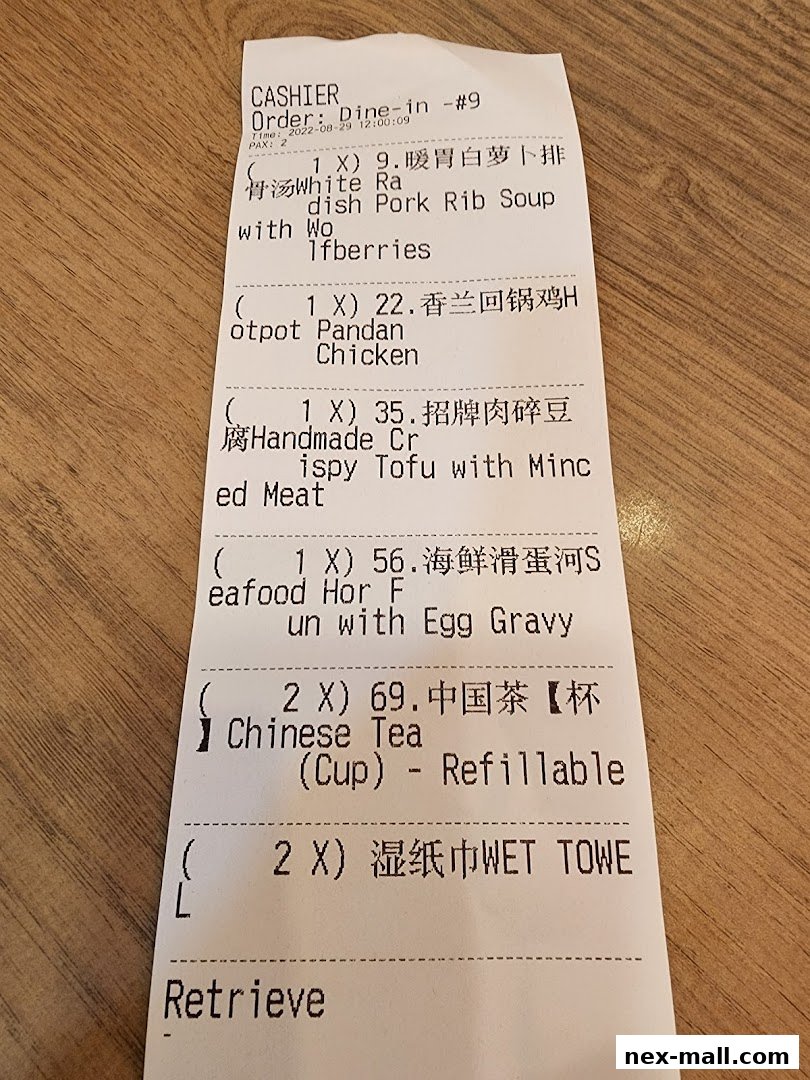 CASHIER
Order: Dine-in -#9
Time: 2022-08-29 12:00:09
PAX: 2
( 1 X) 9.暖胃白萝卜排
骨汤White Ra
dish Pork Rib Soup
with Wo
lfberries
( 1 X) 22.香兰回锅鸡H
otpot Pandan
Chicken
( 1 X) 35.招牌肉碎豆
腐Handmade Cr
ispy Tofu with Minc
ed Meat
( 1 X) 56.海鲜滑蛋河S
eafood Hor F
un with Egg Gravy
( 2 X) 69.中国茶【杯
】Chinese Tea
(Cup) - Refillable
( 2 X) 湿纸巾WET TOWE
L
Retrieve
-
nex-mall.com